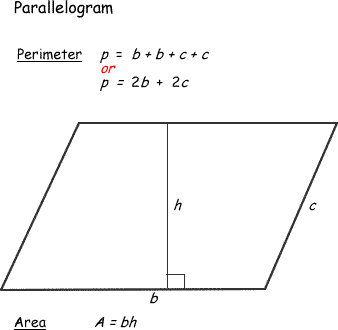 Parallelogram
Perimeter p = b + b + c + c
or
p = 2b + 2c
h
c
b
Area A = bh